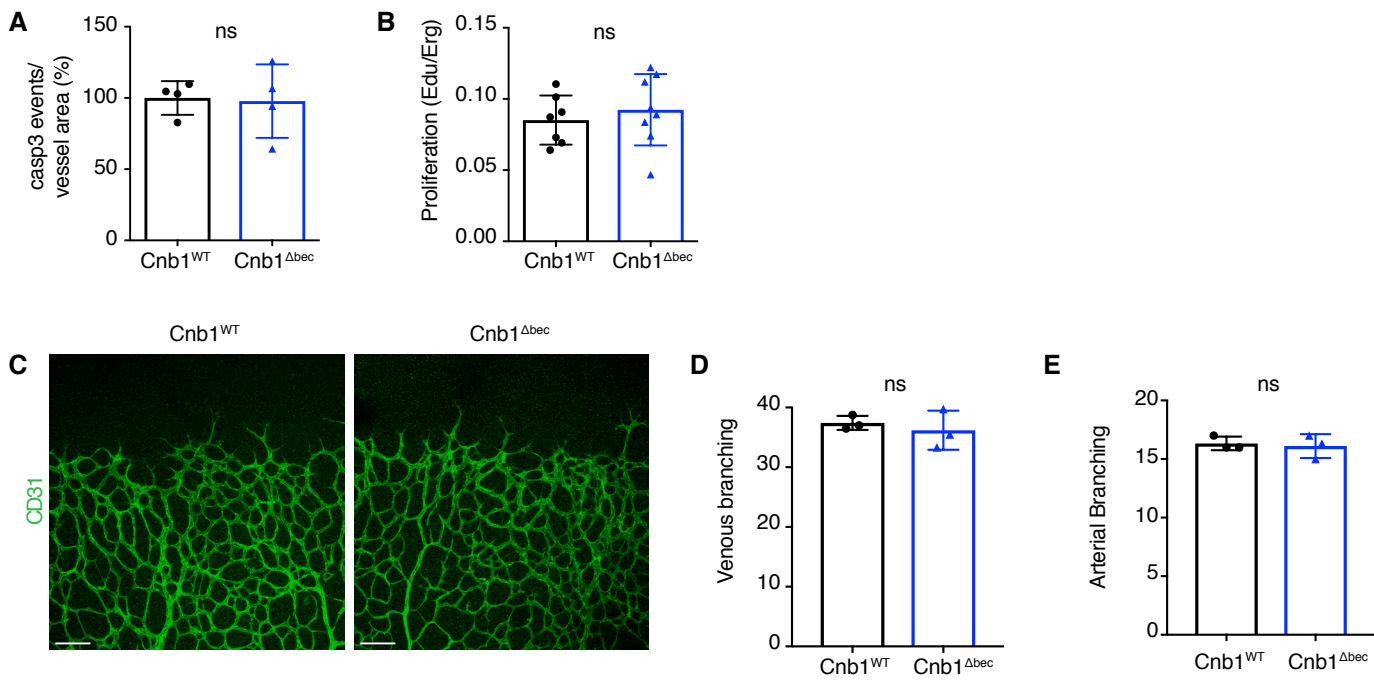 A
casp3 events/
vessel area (%)
150
100
50
0
ns
Cnb1WT
Cnb1Δbec
B
Proliferation (Edu/Erg)
0.15
0.10
0.05
0.00
ns
Cnb1WT
Cnb1Δbec
C
Cnb1WT
Cnb1Δbec
CD31
D
Venous branching
40
30
20
10
0
ns
Cnb1WT
Cnb1Δbec
E
Arterial Branching
20
15
10
5
0
ns
Cnb1WT
Cnb1Δbec